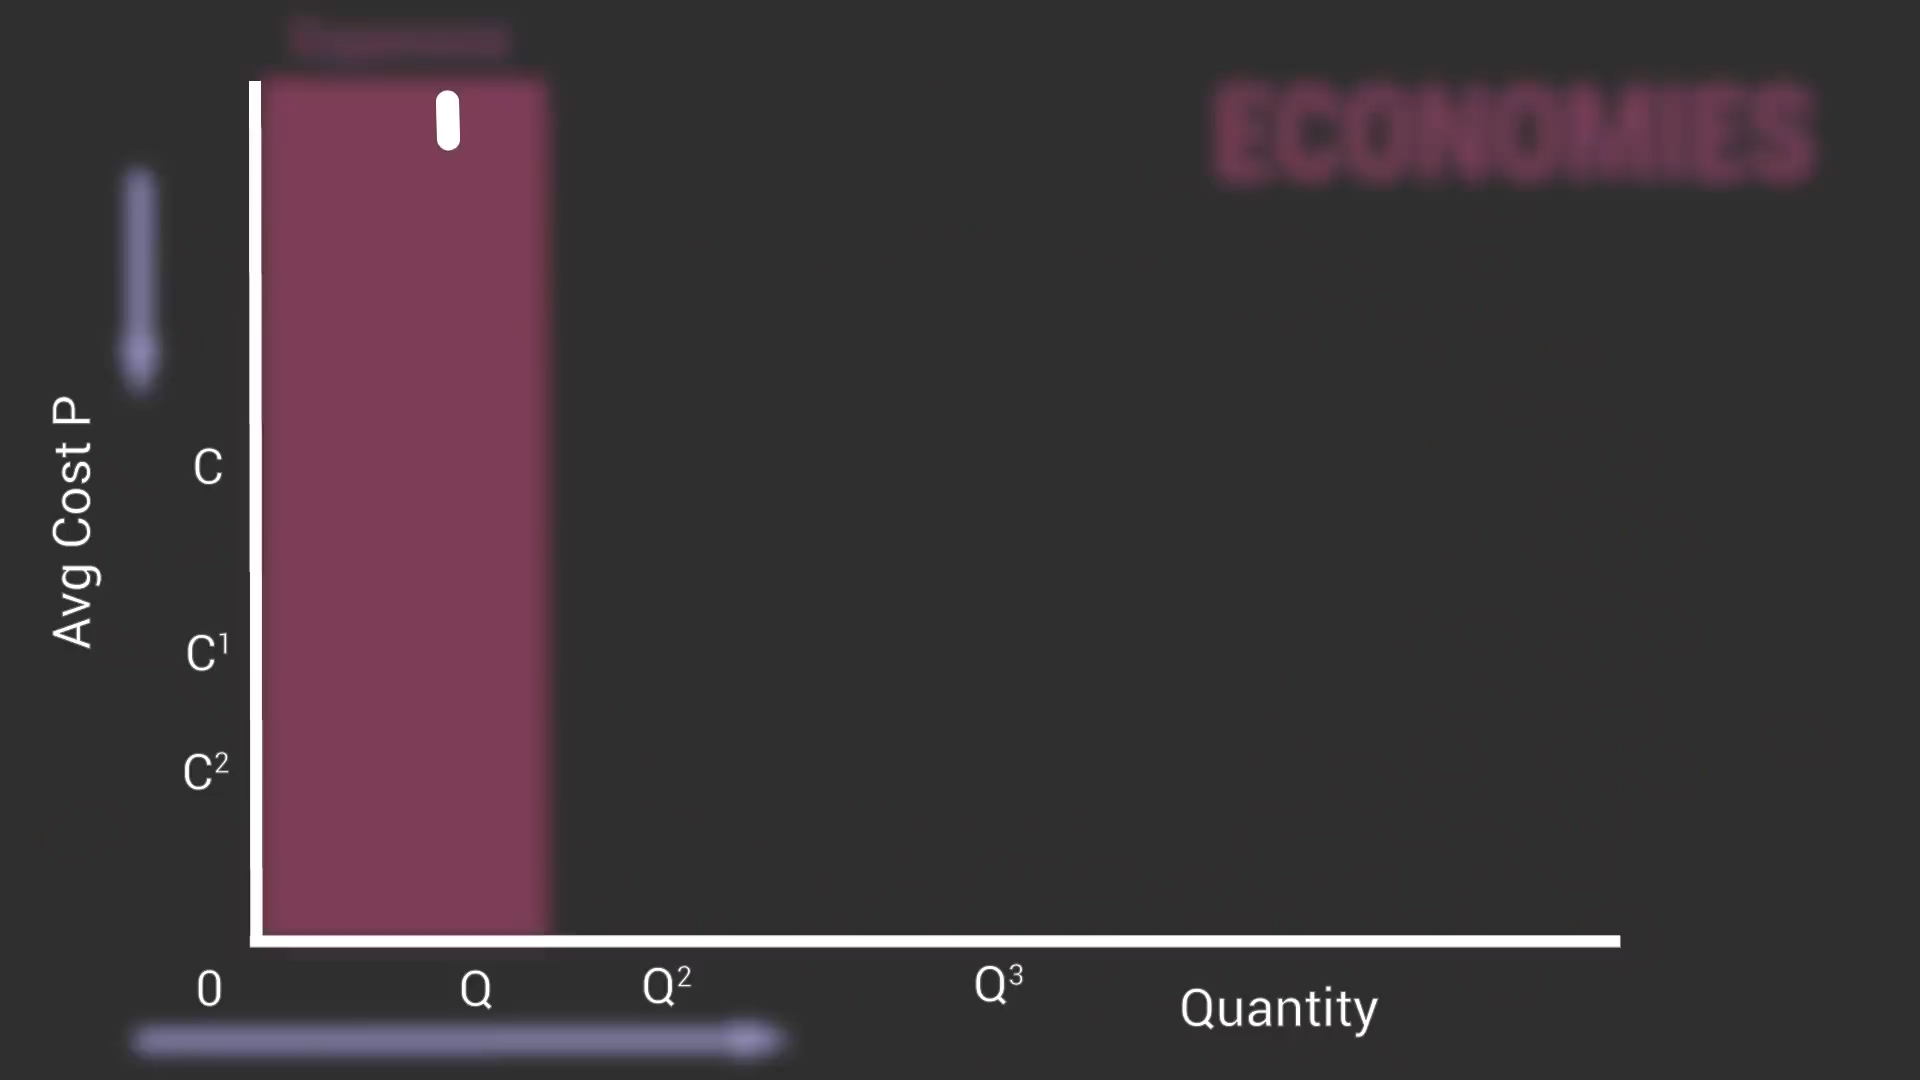 ECONOMIES
Avg Cost P
C
C¹
C²
0
Q
Q²
Q³
Quantity